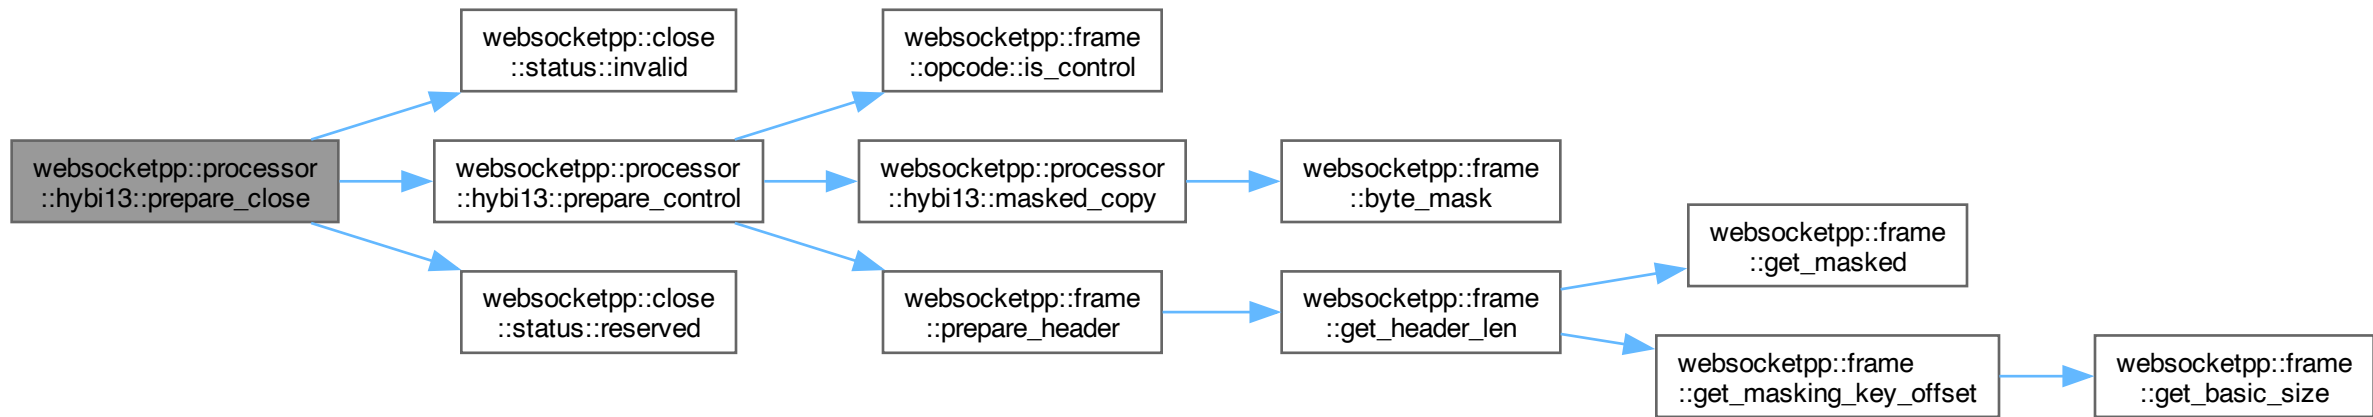 websocketpp::close
::status::invalid
websocketpp::frame
::opcode::is_control
websocketpp::processor
::hybi13::prepare_close
websocketpp::processor
::hybi13::prepare_control
websocketpp::processor
::hybi13::masked_copy
websocketpp::frame
::byte_mask
websocketpp::close
::status::reserved
websocketpp::frame
::prepare_header
websocketpp::frame
::get_header_len
websocketpp::frame
::get_masked
websocketpp::frame
::get_masking_key_offset
websocketpp::frame
::get_basic_size